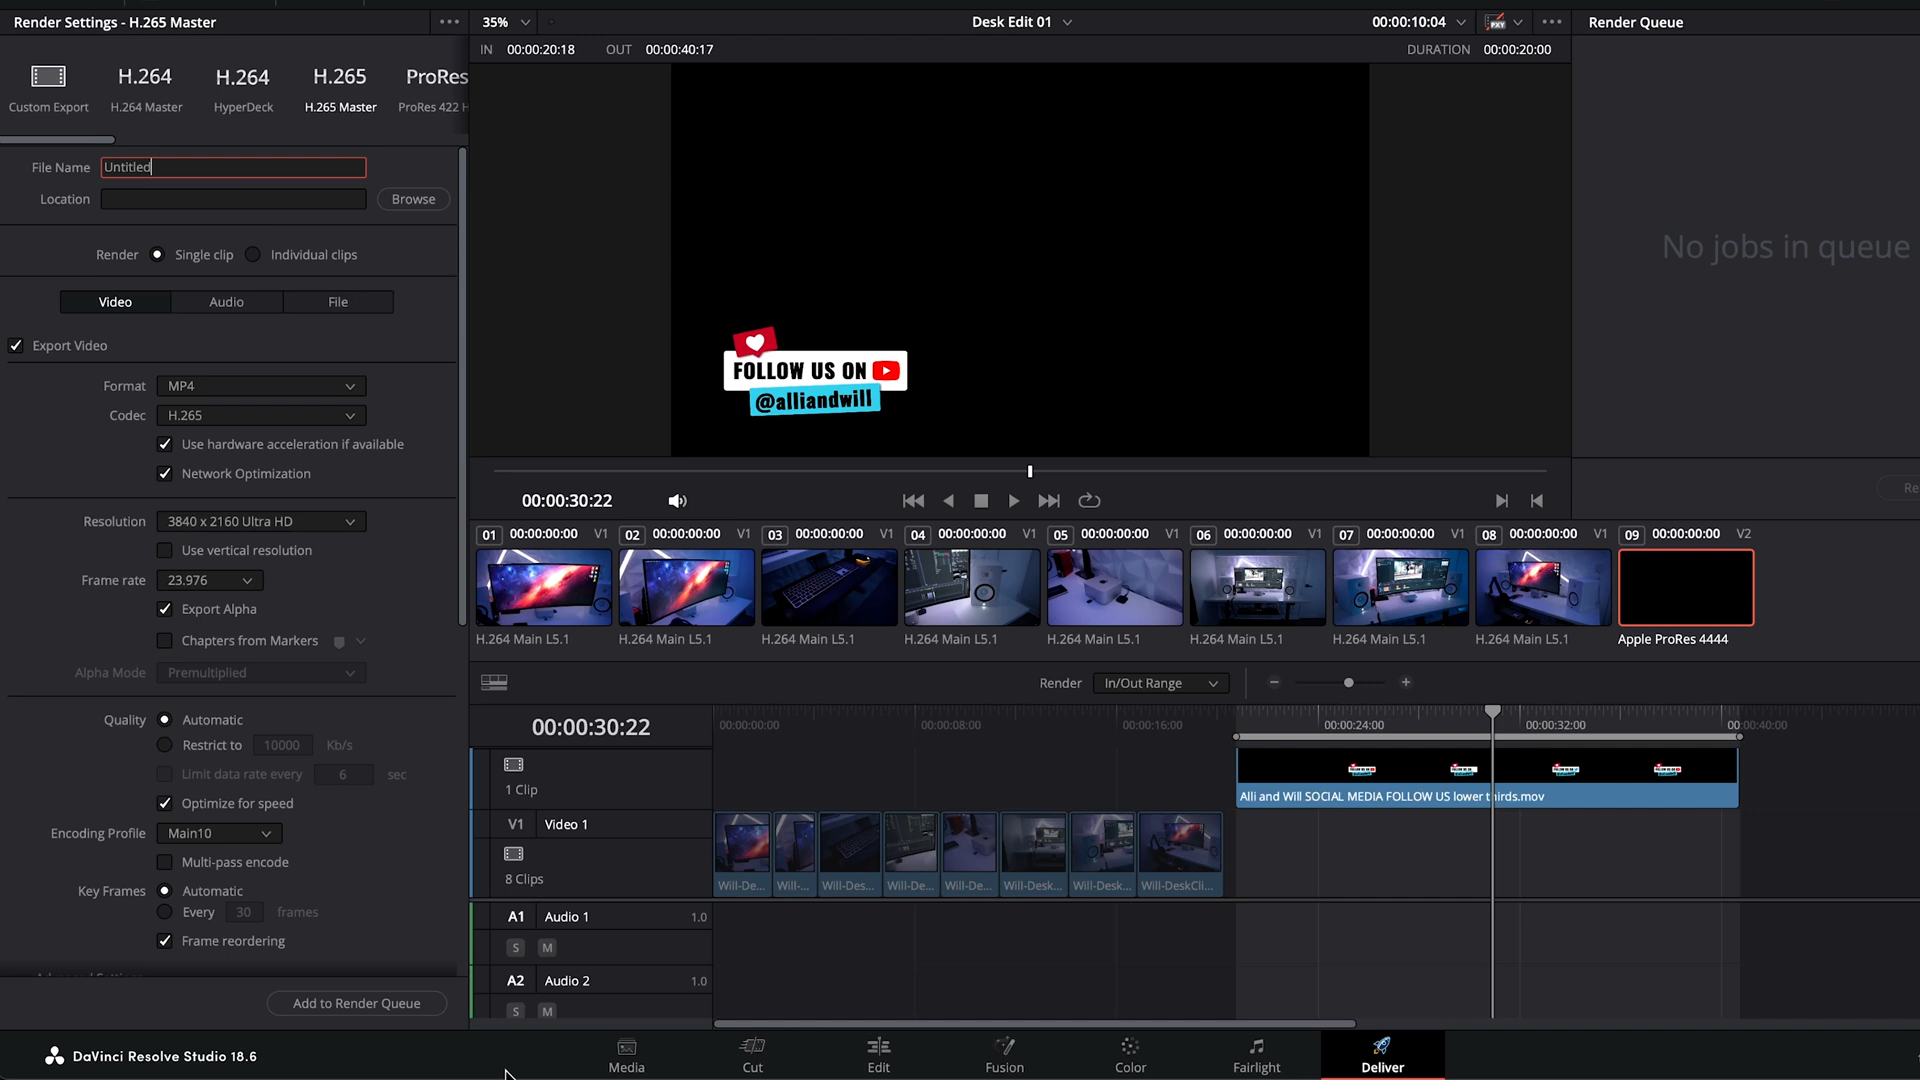 Render Settings - H.265 Master
35%
Desk Edit 01
00:00:10:04
PXY
Render Queue
IN 00:00:20:18 OUT 00:00:40:17
DURATION 00:00:20:00
H.264 H.264 H.265 ProRes
Custom Export H.264 Master HyperDeck H.265 Master ProRes 422 H
File Name Untitled
Location Browse
Render Single clip Individual clips
Video Audio File
Export Video
Format MP4
Codec H.265
Use hardware acceleration if available
Network Optimization
Resolution 3840 x 2160 Ultra HD
Use vertical resolution
Frame rate 23.976
Export Alpha
Chapters from Markers
Alpha Mode Premultiplied
Quality Automatic
Restrict to 10000 Kb/s
Limit data rate every 6 sec
Optimize for speed
Encoding Profile Main10
Multi-pass encode
Key Frames Automatic
Every 30 frames
Frame reordering
Add to Render Queue
No jobs in queue
FOLLOW US ON
@alliandwill
00:00:30:22
Re
01 00:00:00:00 V1 02 00:00:00:00 V1 03 00:00:00:00 V1 04 00:00:00:00 V1 05 00:00:00:00 V1 06 00:00:00:00 V1 07 00:00:00:00 V1 08 00:00:00:00 V1 09 00:00:00:00 V2
H.264 Main L5.1 H.264 Main L5.1 H.264 Main L5.1 H.264 Main L5.1 H.264 Main L5.1 H.264 Main L5.1 H.264 Main L5.1 H.264 Main L5.1 Apple ProRes 4444
Render In/Out Range
00:00:30:22
00:00:00:00 00:00:08:00 00:00:16:00 00:00:24:00 00:00:32:00 00:00:40:00
1 Clip
Alli and Will SOCIAL MEDIA FOLLOW US lower thirds.mov
V1 Video 1
8 Clips
Will-De... Will-... Will-Des... Will-De... Will-De... Will-Desk... Will-Desk... Will-DeskCli...
A1 Audio 1 1.0
S M
A2 Audio 2 1.0
S M
DaVinci Resolve Studio 18.6
Media Cut Edit Fusion Color Fairlight Deliver